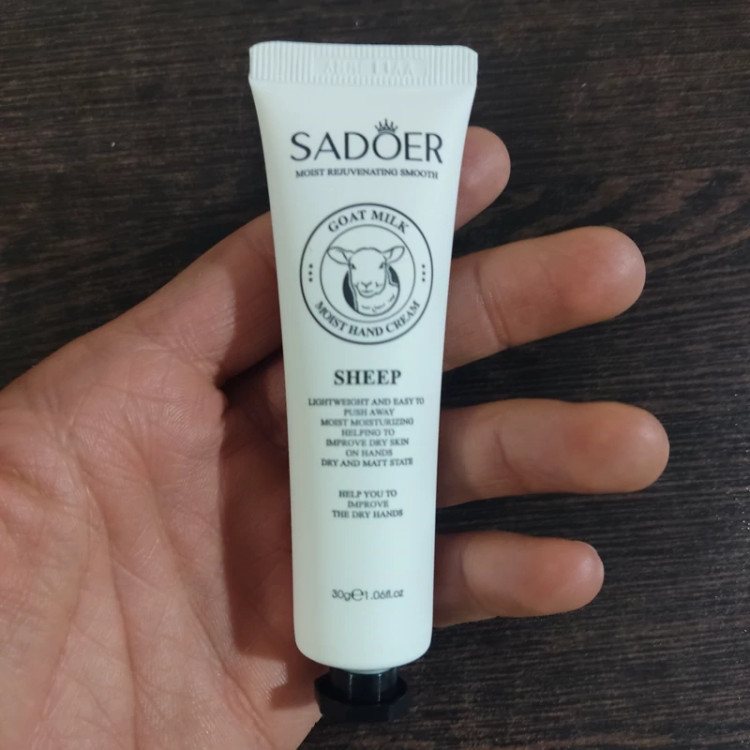 SADOER
MOIST REJUVENATING SMOOTH
GOAT MILK
MOIST HAND CREAM
SHEEP
LIGHTWEIGHT AND EASY TO
PUSH AWAY
MOIST MOISTURIZING
HELPING TO
IMPROVE DRY SKIN
ON HANDS
DRY AND MATT STATE
HELP YOU TO
IMPROVE
THE DRY HANDS
30g℮1.06fl.oz